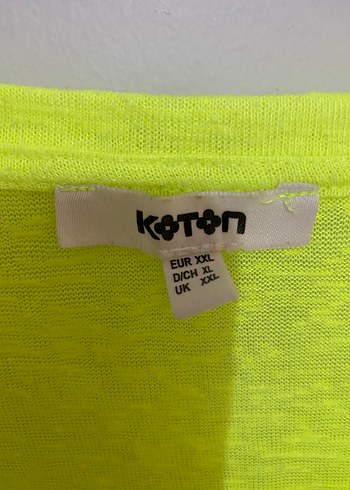 KOTON
EUR XXL
D/CH XL
UK XXL